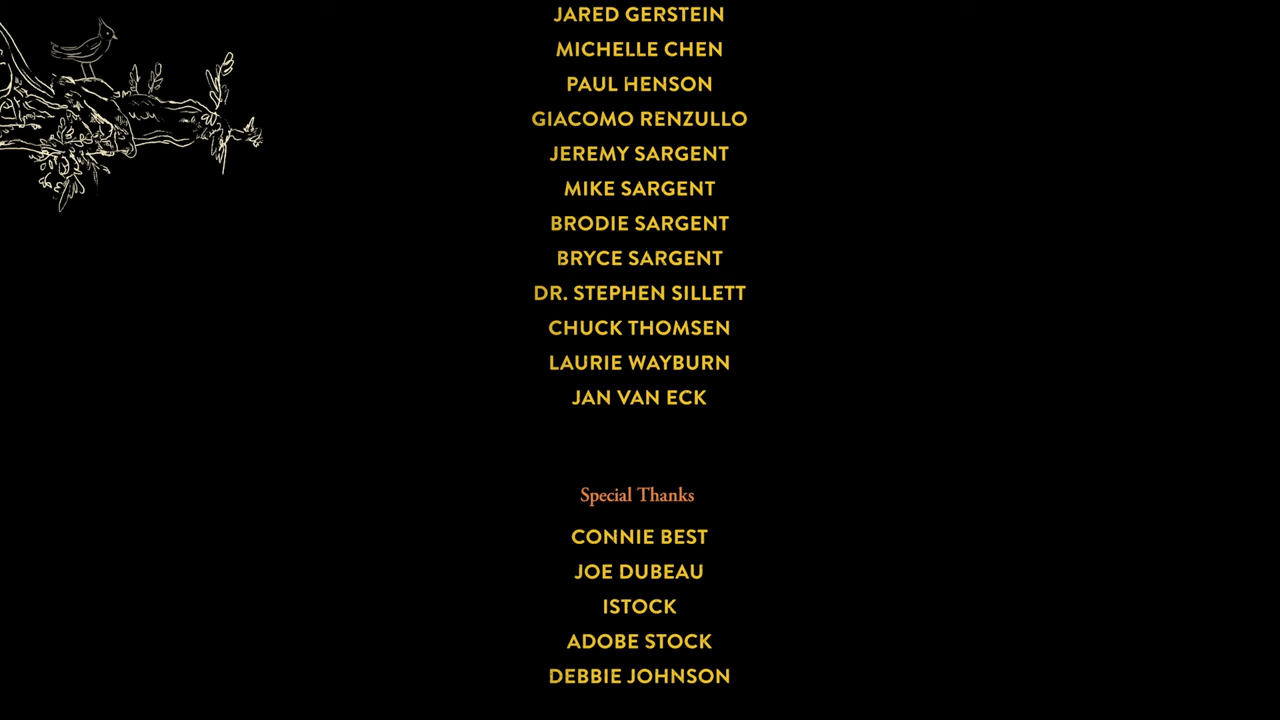 JARED GERSTEIN
MICHELLE CHEN
PAUL HENSON
GIACOMO RENZULLO
JEREMY SARGENT
MIKE SARGENT
BRODIE SARGENT
BRYCE SARGENT
DR. STEPHEN SILLETT
CHUCK THOMSEN
LAURIE WAYBURN
JAN VAN ECK
Special Thanks
CONNIE BEST
JOE DUBEAU
ISTOCK
ADOBE STOCK
DEBBIE JOHNSON